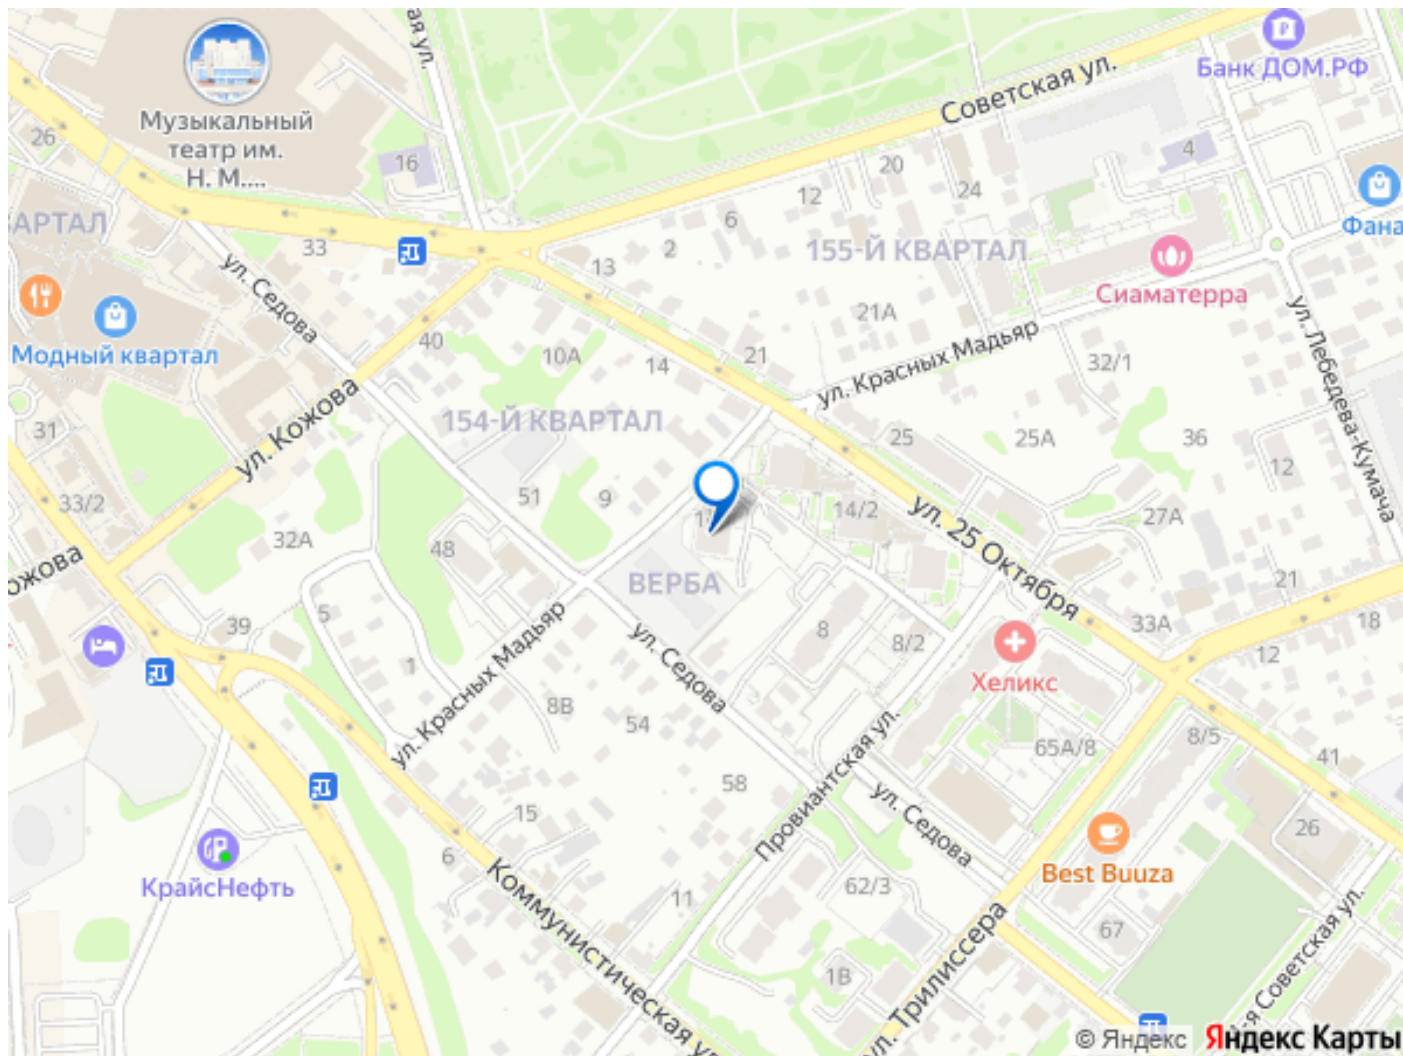 ая ул.
Банк ДОМ.РФ
Советская ул.
Музыкальный
театр им.
Н. М....
26
16
4
20
24
12
6
2
33
13
АРТАЛ
155-Й КВАРТАЛ
Фана
Сиаматерра
ул. Седова
21А
Модный квартал
40
10А
14
21
ул. Красных Мадьяр
32/1
ул. Лебедева-Кумача
ул. Кожова
154-Й КВАРТАЛ
31
25
25А
36
12
33/2
51
9
14/2
27А
ул. 25 Октября
32А
48
ожова
ВЕРБА
21
5
39
8
8/2
33А
18
12
ул. Красных Мадьяр
ул. Седова
Хеликс
1
8В
54
65А/8
8/5
41
58
Провиантская ул.
15
ул. Седова
26
6
КрайсНефть
Best Buuza
62/3
11
67
Коммунистическая ул.
ул. Трилиссера
1В
-я Советская ул.
© Яндекс Яндекс Карты